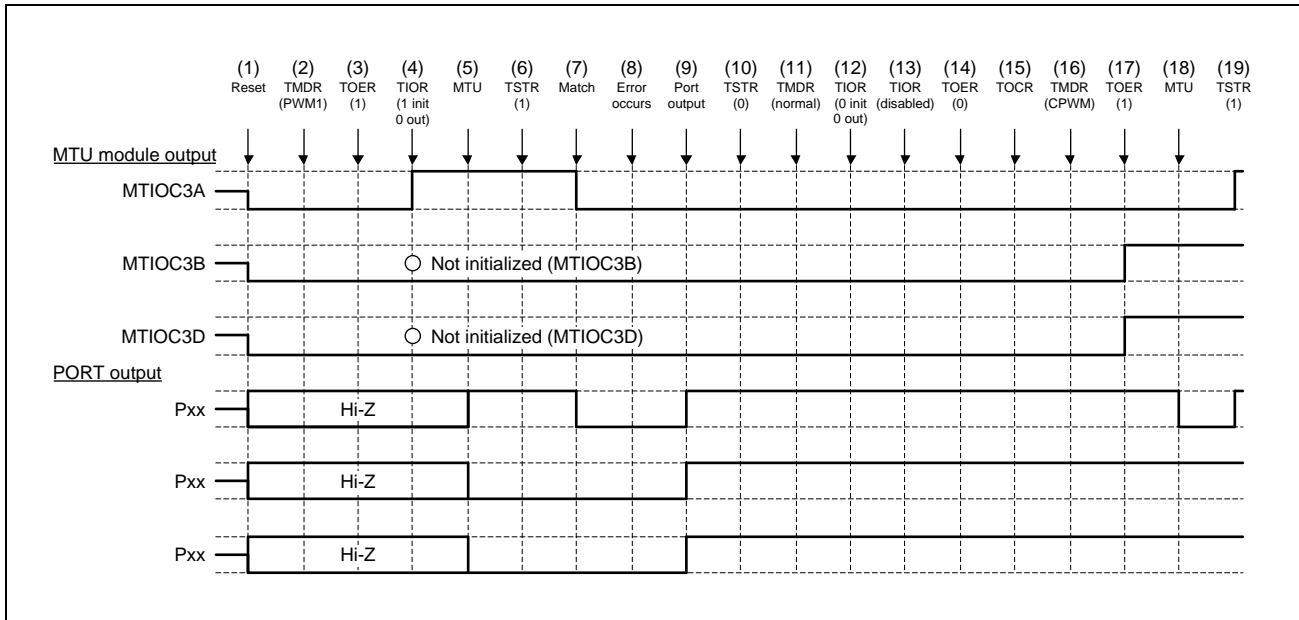 (1) (2) (3) (4) (5) (6) (7) (8) (9) (10) (11) (12) (13) (14) (15) (16) (17) (18) (19)
Reset TMDR TOER TIOR MTU TSTR Match Error Port TSTR TMDR TIOR TIOR TOER TOCR TMDR TOER MTU TSTR
(PWM1) (1) (1 init (1) occurs output (0) (normal) (0 init (disabled) (0) (CPWM) (1) (1)
0 out) 0 out)
MTU module output
MTIOC3A
MTIOC3B Not initialized (MTIOC3B)
MTIOC3D Not initialized (MTIOC3D)
PORT output
Pxx Hi-Z
Pxx Hi-Z
Pxx Hi-Z